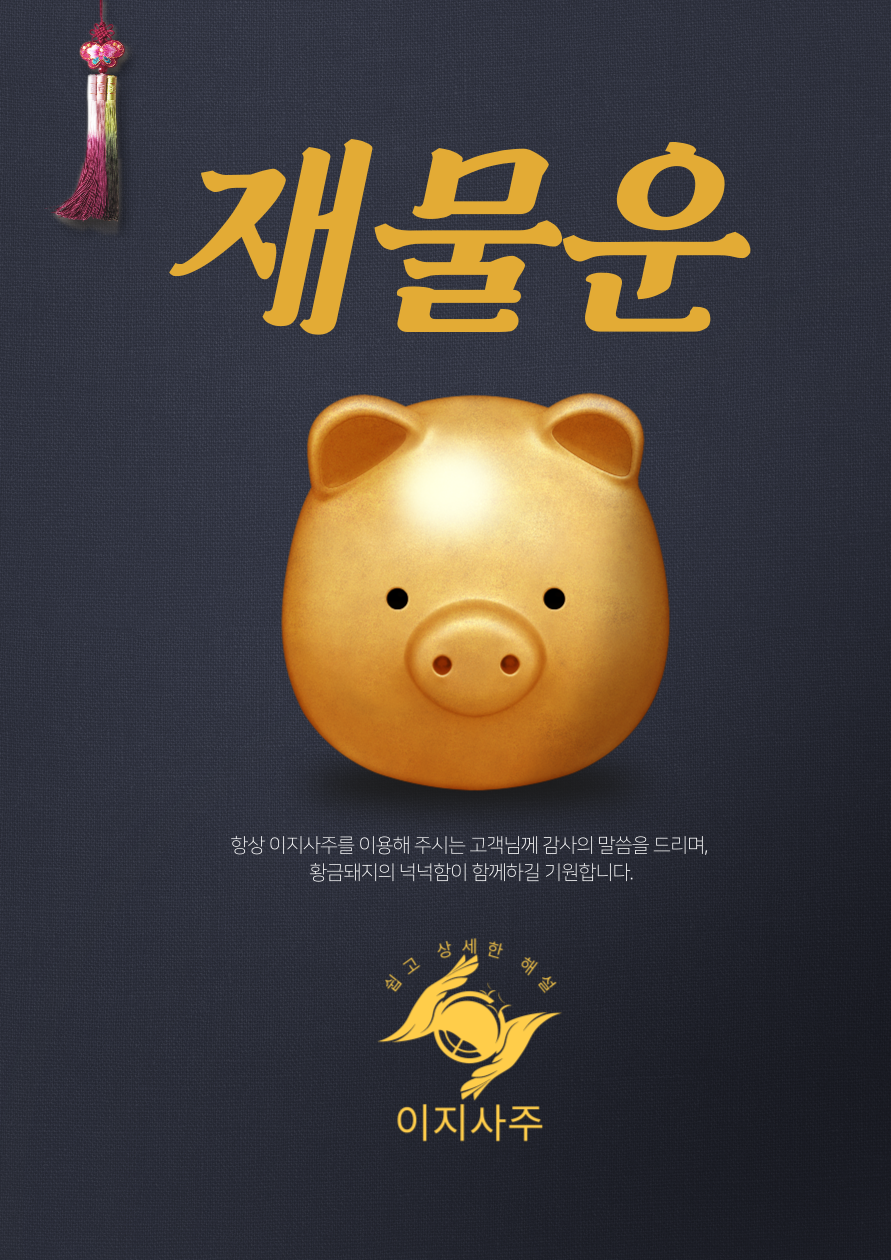 재물운
항상 이지사주를 이용해 주시는 고객님께 감사의 말씀을 드리며,
황금돼지의 넉넉함이 함께하길 기원합니다.
쉽고 상세한 해설
이지사주